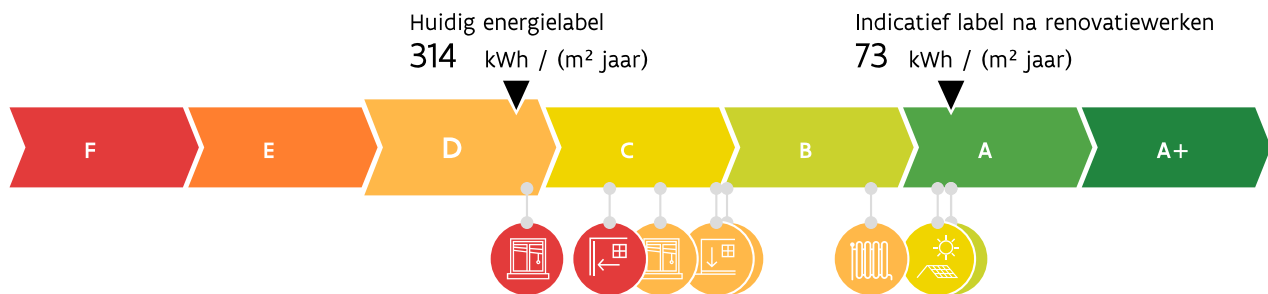 Huidig energielabel
314 kWh / (m² jaar)
Indicatief label na renovatiewerken
73 kWh / (m² jaar)
F E D C B A A+